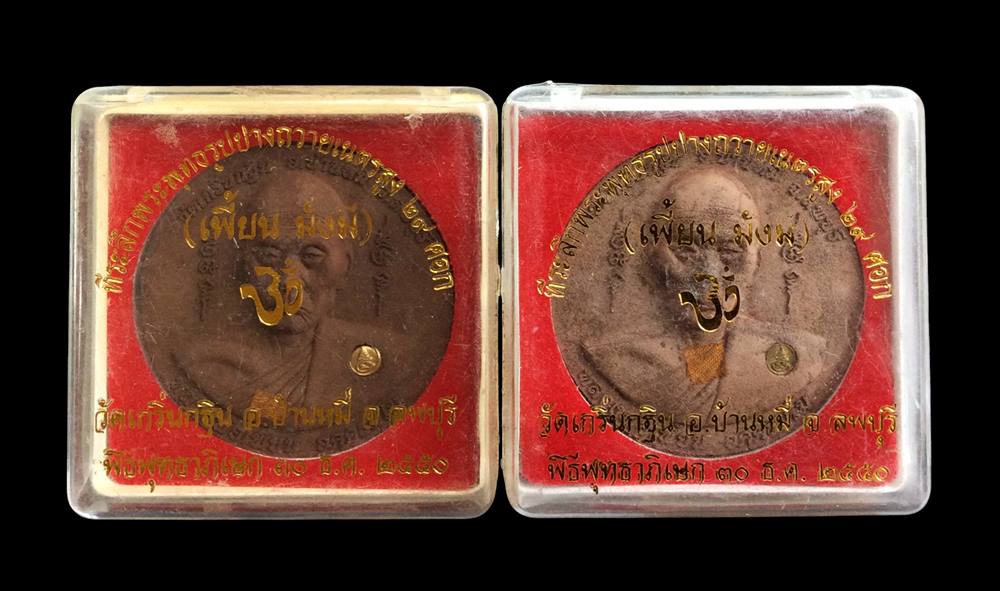 ที่ระลึกพระพุทธรูปปางถวายเนตรสูง ๒๙ ศอก
(เพี้ยน มั่งมี)
วัดเกริ่นกฐิน อ.บ้านหมี่ จ.ลพบุรี
พิธีพุทธาภิเษก ๓๐ ธ.ค. ๒๕๕๐
ที่ระลึกพระพุทธรูปปางถวายเนตรสูง ๒๙ ศอก
(เพี้ยน มั่งมี)
วัดเกริ่นกฐิน อ.บ้านหมี่ จ ลพบุรี
พิธีพุทธาภิเษก ๓๐ ธ.ค. ๒๕๕๐